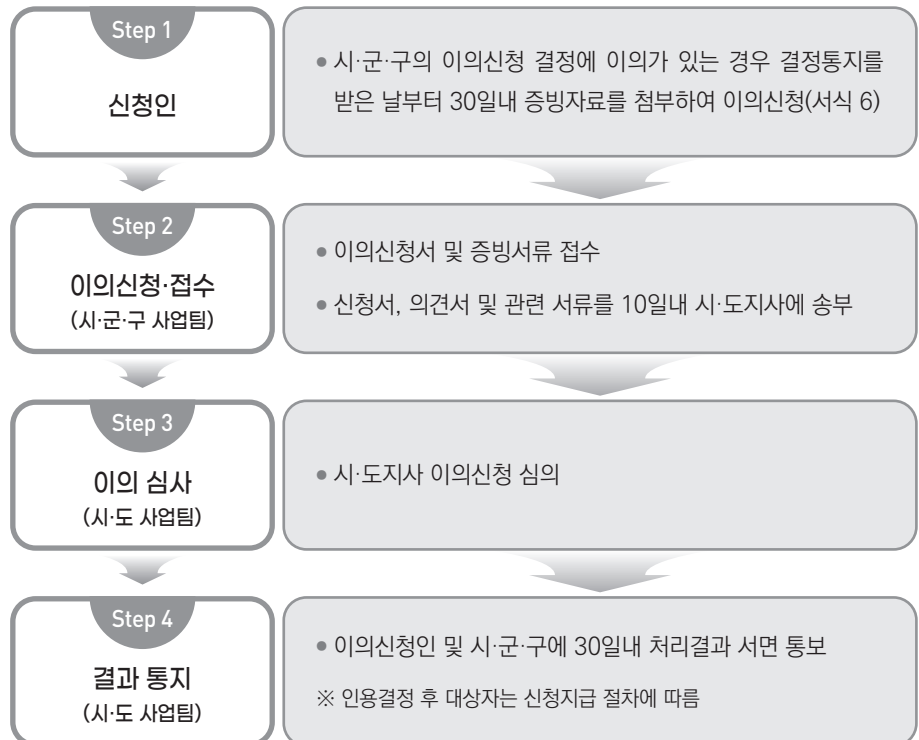 Step 1
신청인
● 시·군·구의 이의신청 결정에 이의가 있는 경우 결정통지를
받은 날부터 30일내 증빙자료를 첨부하여 이의신청(서식 6)
Step 2
이의신청·접수
(시·군·구 사업팀)
● 이의신청서 및 증빙서류 접수
● 신청서, 의견서 및 관련 서류를 10일내 시·도지사에 송부
Step 3
이의 심사
(시·도 사업팀)
● 시·도지사 이의신청 심의
Step 4
결과 통지
(시·도 사업팀)
● 이의신청인 및 시·군·구에 30일내 처리결과 서면 통보
※ 인용결정 후 대상자는 신청지급 절차에 따름